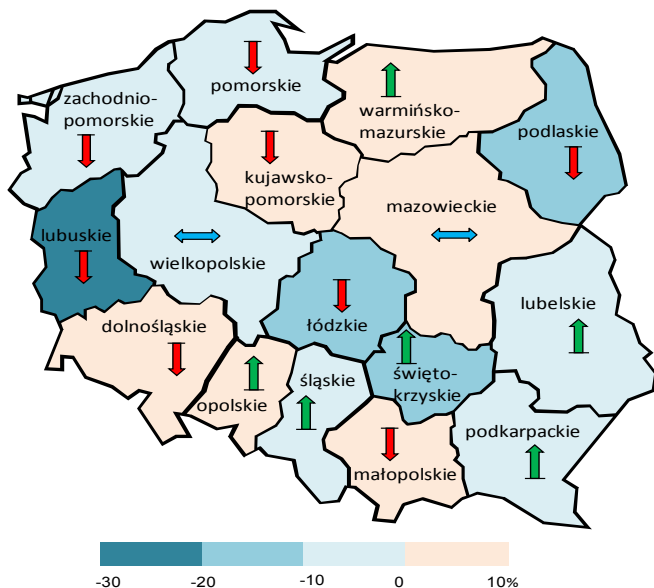 pomorskie
zachodnio-
pomorskie
warmińsko-
mazurskie
podlaskie
kujawsko-
pomorskie
mazowieckie
lubuskie
wielkopolskie
lubelskie
dolnośląskie
łódzkie
opolskie
śląskie
święto-
krzyskie
podkarpackie
małopolskie
-30 -20 -10 0 10%